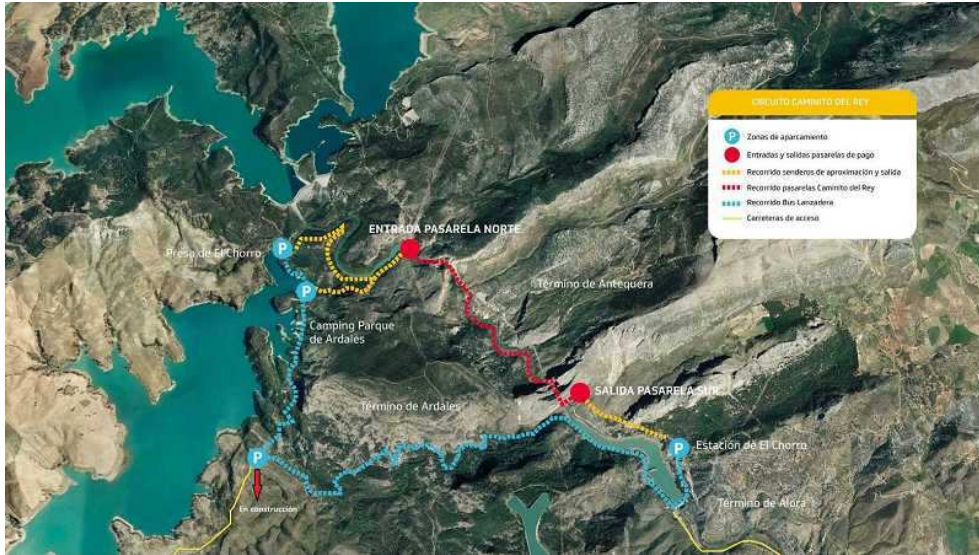 CIRCUITO CAMINITO DEL REY
P Zonas de aparcamiento
Entradas y salidas pasarelas de pago
Recorrido senderos de aproximación y salida
Recorrido pasarelas Caminito del Rey
Recorrido Bus Lanzadera
Carreteras de acceso
ENTRADA PASARELA NORTE
Presa de El Chorro
P
P
Término de Antequera
Camping Parque
de Ardales
SALIDA PASARELA SUR
Término de Ardales
P
Estación de El Chorro
P
En construcción
Término de Álora